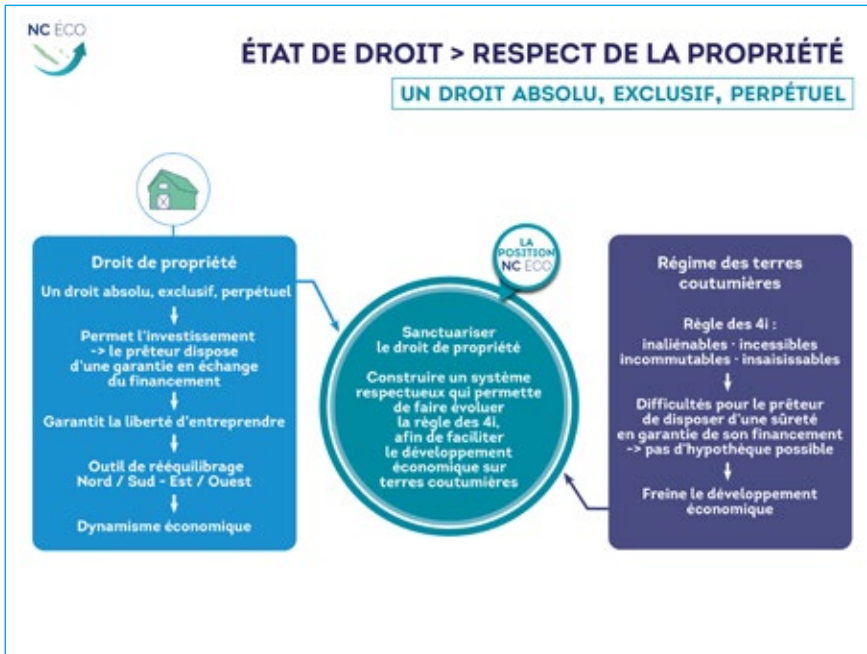 NC ÉCO
ÉTAT DE DROIT > RESPECT DE LA PROPRIÉTÉ
UN DROIT ABSOLU, EXCLUSIF, PERPÉTUEL
Droit de propriété
Un droit absolu, exclusif, perpétuel
Permet l'investissement
-> le prêteur dispose
d'une garantie en échange
du financement
Garantit la liberté d'entreprendre
Outil de rééquilibrage
Nord / Sud - Est / Ouest
Dynamisme économique
LA
POSITION
NC ECO
Sanctuariser
le droit de propriété
Construire un système
respectueux qui permette
de faire évoluer
la règle des 4i,
afin de faciliter
le développement
économique sur
terres coutumières
Régime des terres
coutumières
Règle des 4i :
inaliénables · incessibles
incommutables · insaisissables
Difficultés pour le prêteur
de disposer d'une sûreté
en garantie de son financement
-> pas d'hypothèque possible
Freine le développement
économique